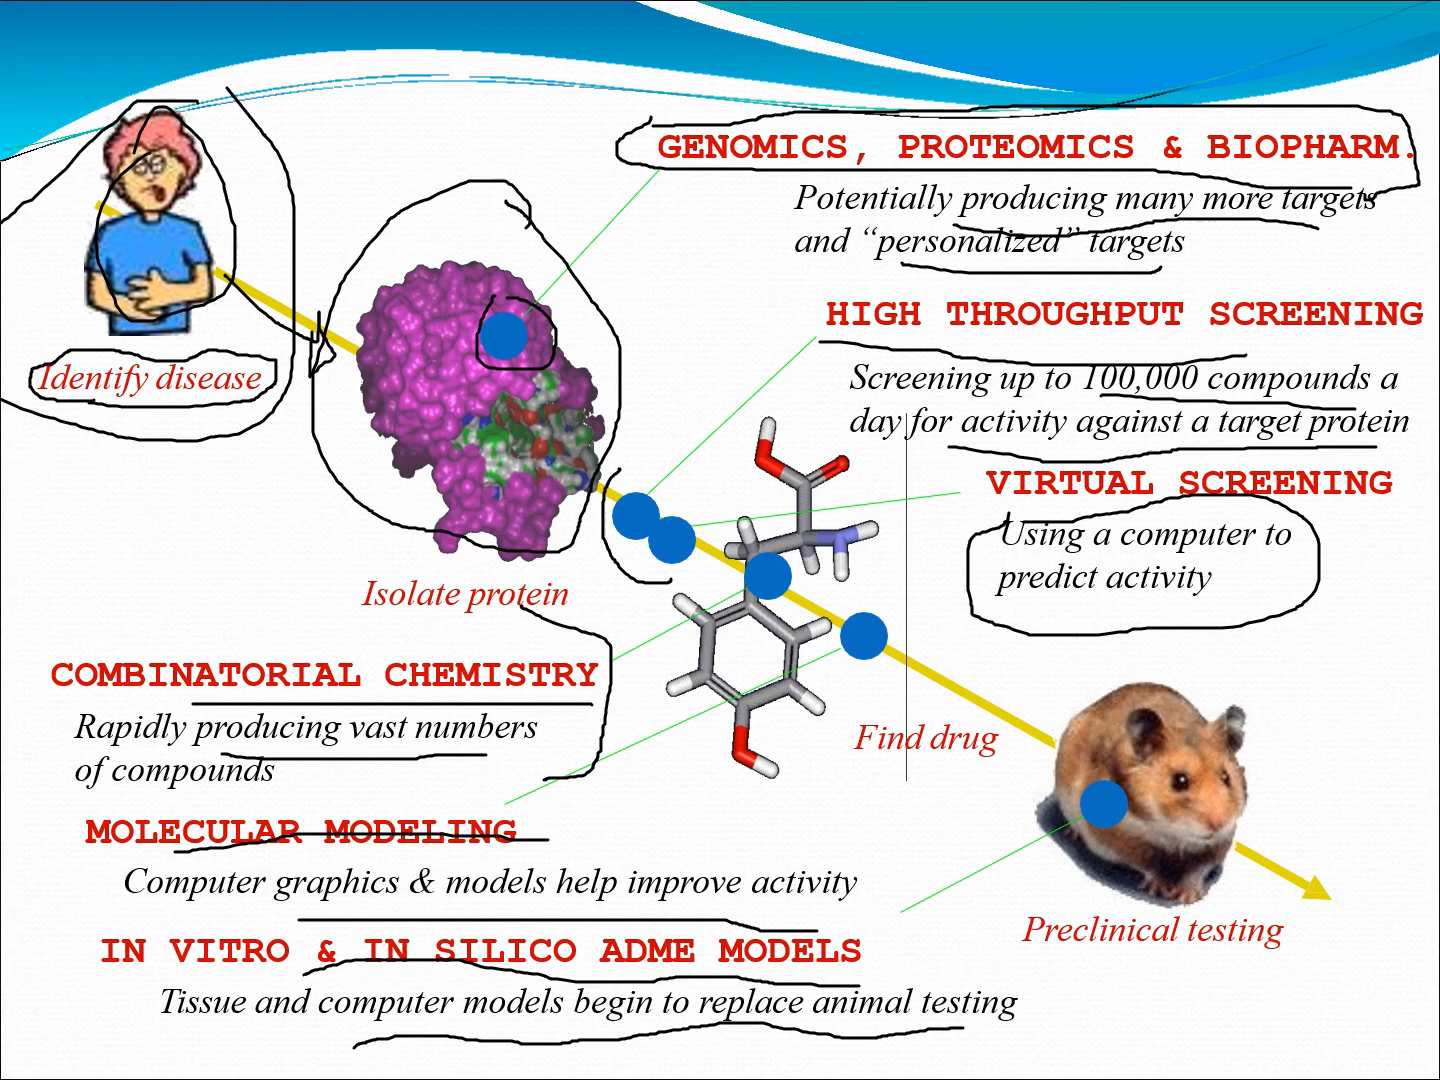 GENOMICS, PROTEOMICS & BIOPHARM.
Potentially producing many more targets
and “personalized” targets
HIGH THROUGHPUT SCREENING
Identify disease
Screening up to 100,000 compounds a
day for activity against a target protein
VIRTUAL SCREENING
Using a computer to
predict activity
Isolate protein
COMBINATORIAL CHEMISTRY
Rapidly producing vast numbers
of compounds
Find drug
MOLECULAR MODELING
Computer graphics & models help improve activity
Preclinical testing
IN VITRO & IN SILICO ADME MODELS
Tissue and computer models begin to replace animal testing